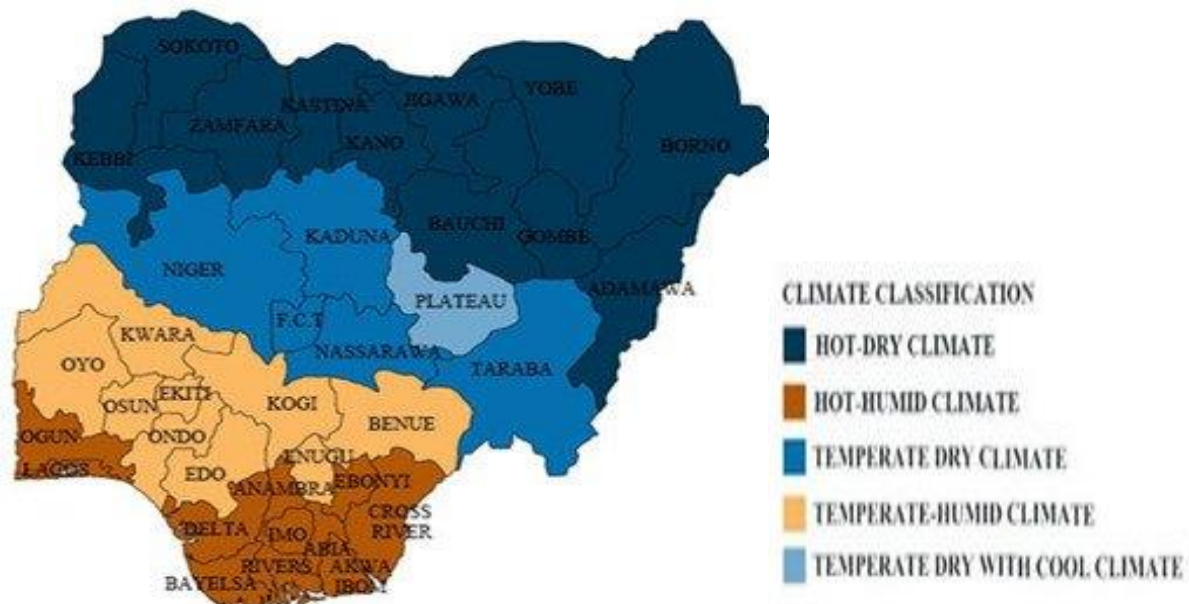 SOKOTO
YOBE
KASTINA
JIGAWA
ZAMFARA
KANO
BORNO
KEBBI
BAUCHI
GOMBE
KADUNA
NIGER
ADAMAWA
PLATEAU
F.C.T
KWARA
NASSARAWA
OYO
TARABA
EKITI
OSUN
KOGI
BENUE
OGUN
ONDO
ENUGU
LAGOS
EDO
EBONYI
ANAMBRA
CROSS
RIVER
DELTA
IMO
ABIA
RIVERS
AKWA
BAYELSA
IBOM
CLIMATE CLASSIFICATION
HOT-DRY CLIMATE
HOT-HUMID CLIMATE
TEMPERATE DRY CLIMATE
TEMPERATE-HUMID CLIMATE
TEMPERATE DRY WITH COOL CLIMATE